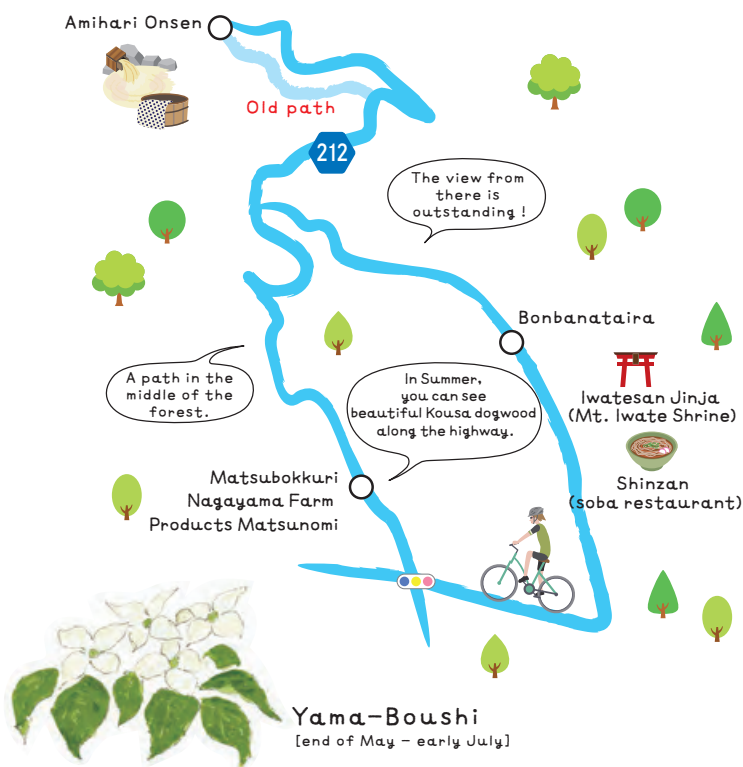 Amihari Onsen
Old path
212
The view from
there is
outstanding !
Bonbanataira
A path in the
middle of the
forest.
In Summer,
you can see
beautiful Kousa dogwood
along the highway.
Iwatesan Jinja
(Mt. Iwate Shrine)
Shinzan
(soba restaurant)
Matsubokkuri
Nagayama Farm
Products Matsunomi
Yama-Boushi
[end of May - early July]